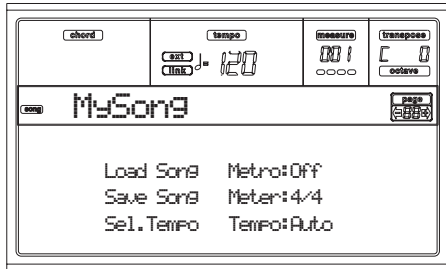 chord tempo measure transpose
ext
link ♩= 120 001 C 0
octave
song MySong page
Load Song Metro:Off
Save Song Meter:4/4
Sel.Tempo Tempo:Auto